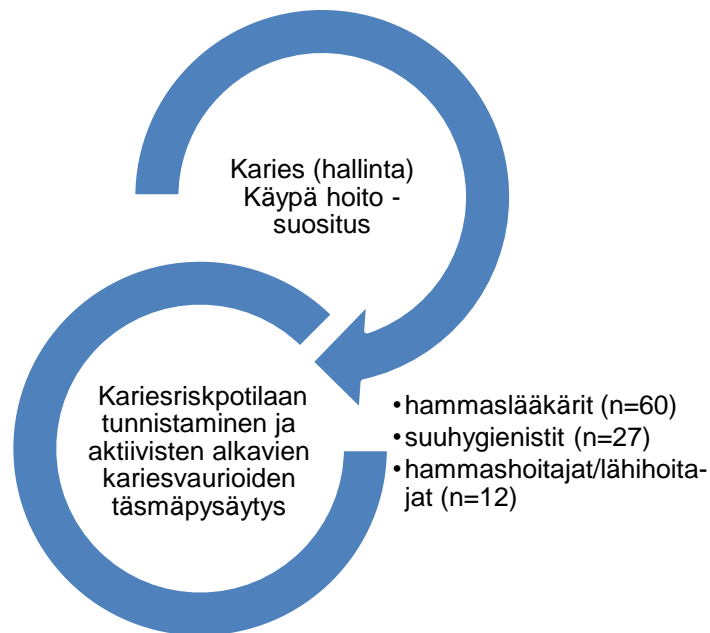 Karies (hallinta)
Käypä hoito -
suositus
Kariesriskpotilaan
tunnistaminen ja
aktiivisten alkavien
kariesvaurioiden
täsmäpysäytys
•hammaslääkärit (n=60)
•suuhygienistit (n=27)
•hammashoitajat/lähihoita-
jat (n=12)